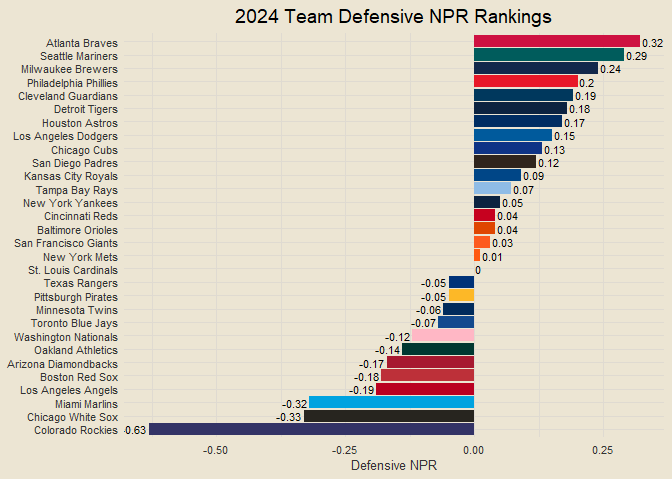 2024 Team Defensive NPR Rankings
Atlanta Braves 0.32
Seattle Mariners 0.29
Milwaukee Brewers 0.24
Philadelphia Phillies 0.2
Cleveland Guardians 0.19
Detroit Tigers 0.18
Houston Astros 0.17
Los Angeles Dodgers 0.15
Chicago Cubs 0.13
San Diego Padres 0.12
Kansas City Royals 0.09
Tampa Bay Rays 0.07
New York Yankees 0.05
Cincinnati Reds 0.04
Baltimore Orioles 0.04
San Francisco Giants 0.03
New York Mets 0.01
St. Louis Cardinals 0
Texas Rangers -0.05
Pittsburgh Pirates -0.05
Minnesota Twins -0.06
Toronto Blue Jays -0.07
Washington Nationals -0.12
Oakland Athletics -0.14
Arizona Diamondbacks -0.17
Boston Red Sox -0.18
Los Angeles Angels -0.19
Miami Marlins -0.32
Chicago White Sox -0.33
Colorado Rockies -0.63
-0.50 -0.25 0.00 0.25
Defensive NPR